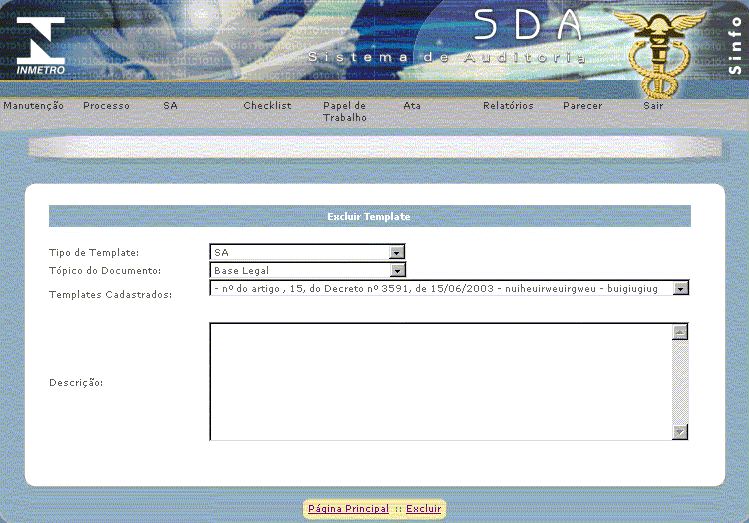 SDA
Sistema de Auditoria
INMETRO
Sinfo
Manutenção Processo SA Checklist Papel de Trabalho Ata Relatórios Parecer Sair
Excluir Template
Tipo de Template: SA
Tópico do Documento: Base Legal
Templates Cadastrados: - nº do artigo , 15, do Decreto nº 3591, de 15/06/2003 - nuiheuirweuirgweu - buigiugiug
Descrição:
Página Principal :: Excluir